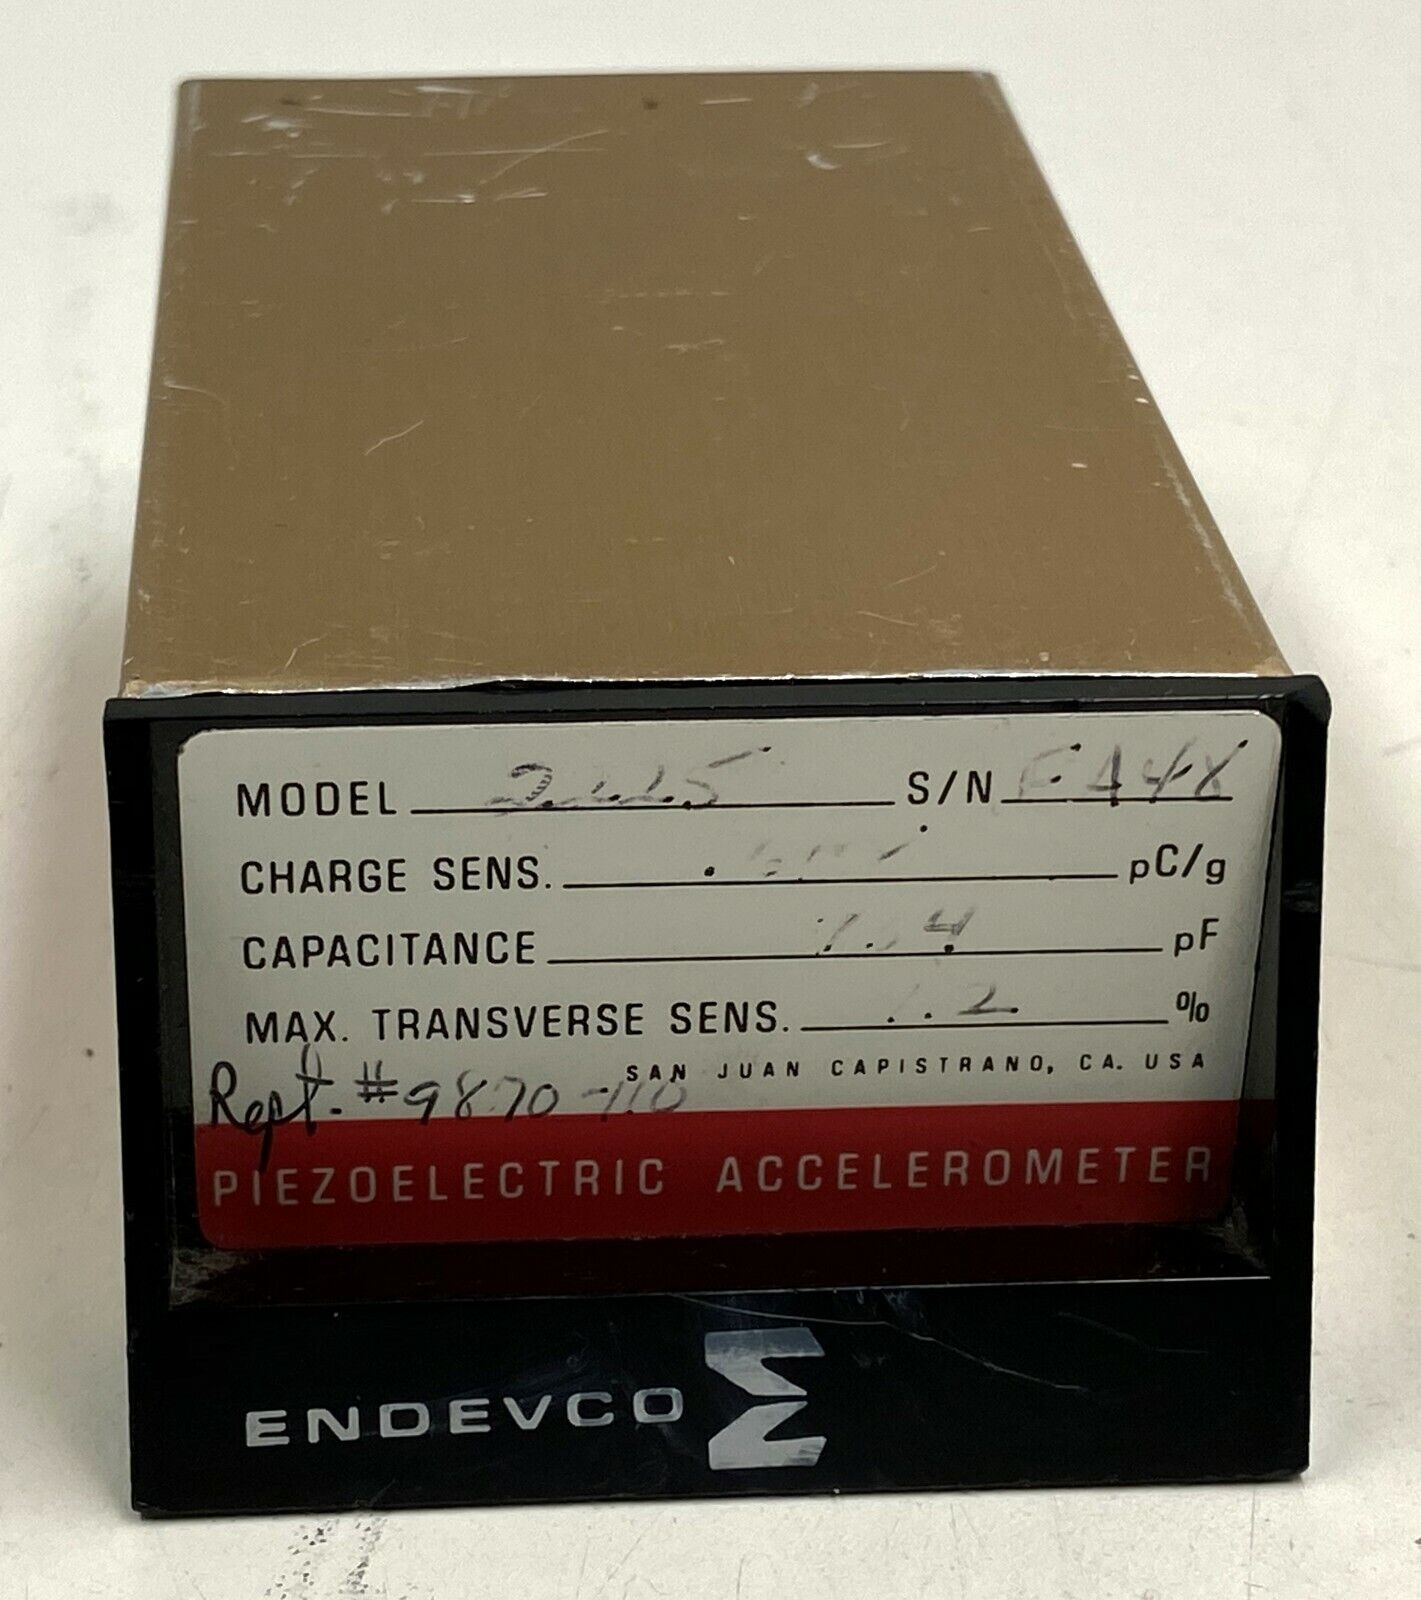 MODEL 2225 S/N FA48
CHARGE SENS. pC/g
CAPACITANCE pF
MAX. TRANSVERSE SENS. %
SAN JUAN CAPISTRANO, CA. USA
Rept. #9870-110
PIEZOELECTRIC ACCELEROMETER
ENDEVCO